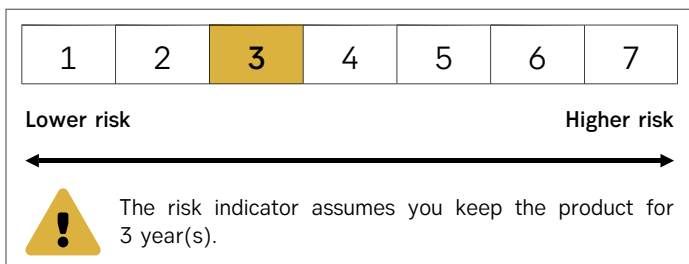 1 2 3 4 5 6 7
Lower risk Higher risk
The risk indicator assumes you keep the product for
3 year(s).